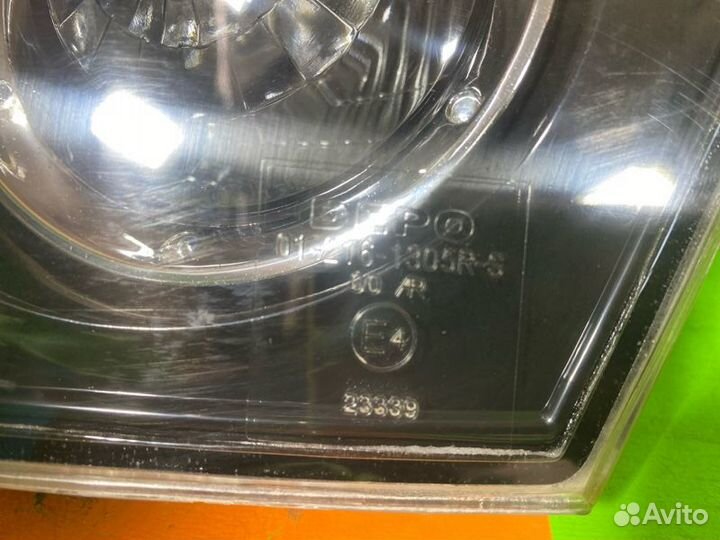 DEPO
01-216-1305R-S
00 /R
E4
23339
Avito